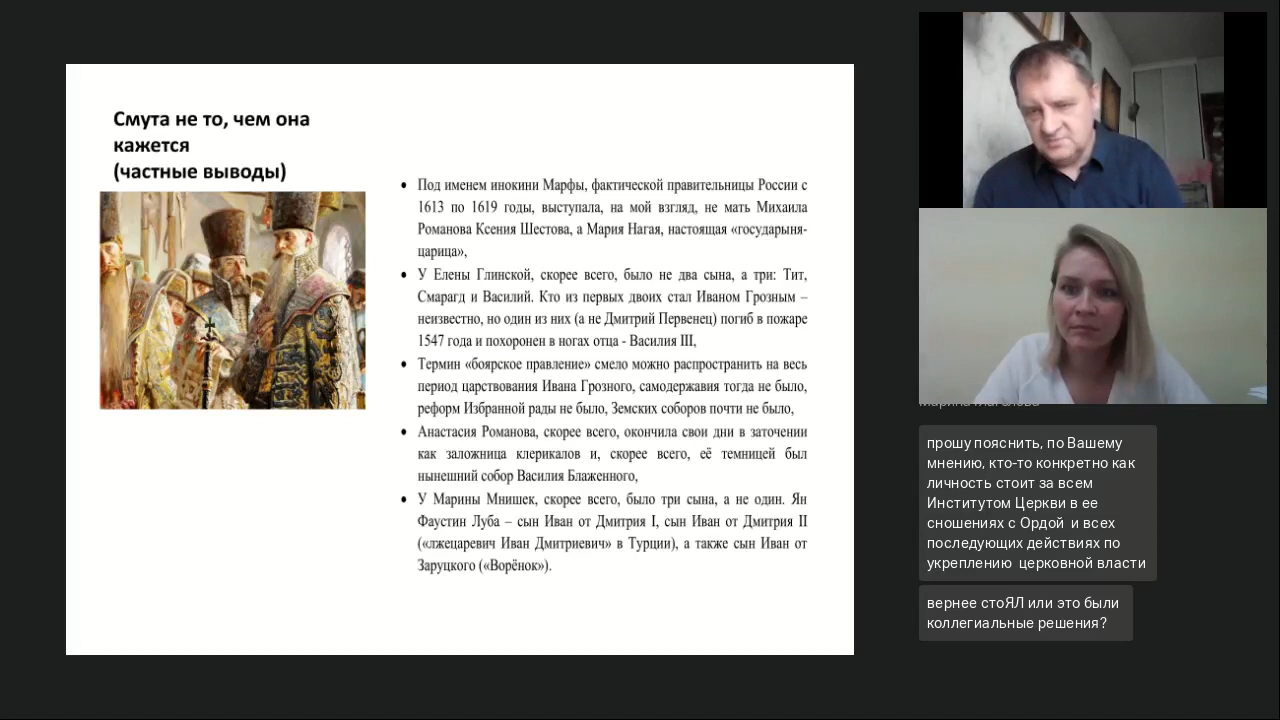 Смута не то, чем она
кажется
(частные выводы)
• Под именем инокини Марфы, фактической правительницы России с
1613 по 1619 годы, выступала, на мой взгляд, не мать Михаила
Романова Ксения Шестова, а Мария Нагая, настоящая «государыня-
царица»,
• У Елены Глинской, скорее всего, было не два сына, а три: Тит,
Смарагд и Василий. Кто из первых двоих стал Иваном Грозным –
неизвестно, но один из них (а не Дмитрий Первенец) погиб в пожаре
1547 года и похоронен в ногах отца - Василия III,
• Термин «боярское правление» смело можно распространить на весь
период царствования Ивана Грозного, самодержавия тогда не было,
реформ Избранной рады не было, Земских соборов почти не было,
• Анастасия Романова, скорее всего, окончила свои дни в заточении
как заложница клерикалов и, скорее всего, её темницей был
нынешний собор Василия Блаженного,
• У Марины Мнишек, скорее всего, было три сына, а не один. Ян
Фаустин Луба – сын Иван от Дмитрия I, сын Иван от Дмитрия II
(«лжецаревич Иван Дмитриевич» в Турции), а также сын Иван от
Заруцкого («Ворёнок»).
прошу пояснить, по Вашему
мнению, кто-то конкретно как
личность стоит за всем
Институтом Церкви в ее
сношениях с Ордой и всех
последующих действиях по
укреплению церковной власти
вернее стоЯЛ или это были
коллегиальные решения?